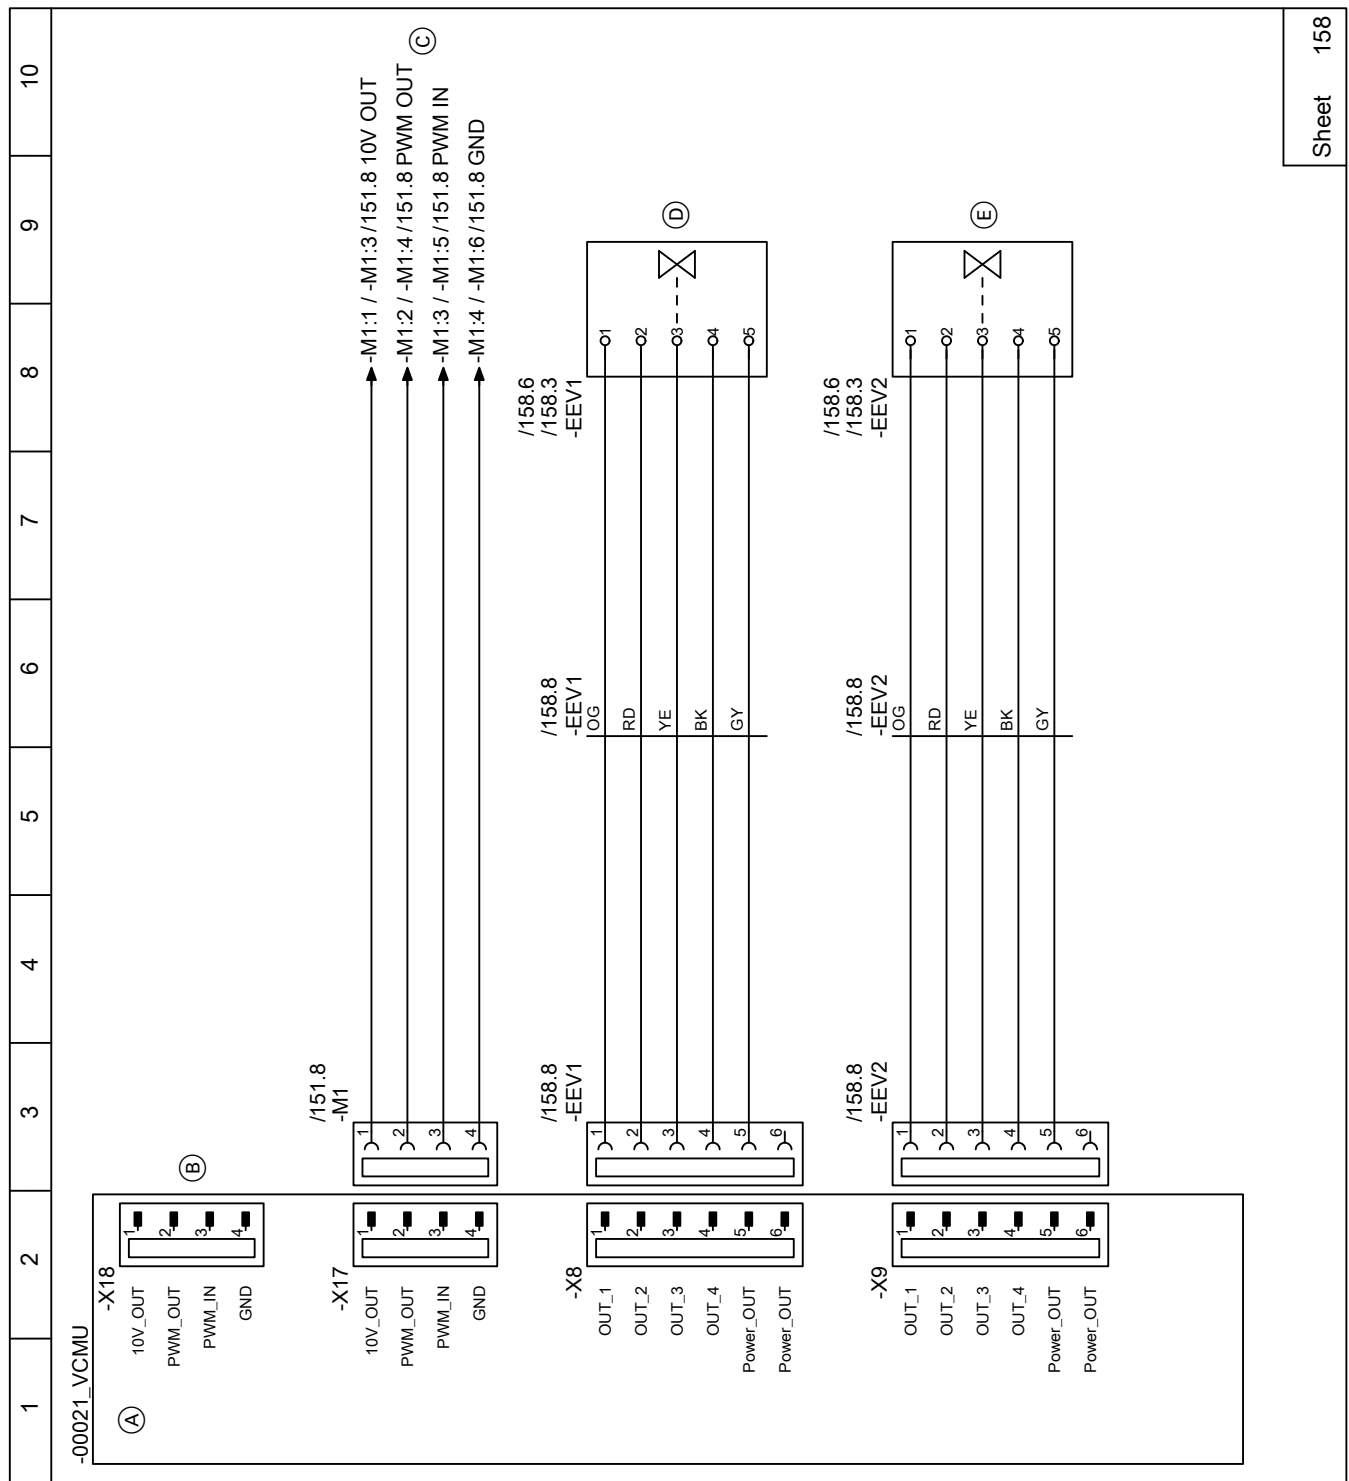 1 2 3 4 5 6 7 8 9 10
-00021_VCMU
A
-X18
10V_OUT 1
PWM_OUT 2
PWM_IN 3
GND 4
B
-X17
10V_OUT 1
PWM_OUT 2
PWM_IN 3
GND 4
/151.8
-M1
1 -M1:1 / -M1:3 /151.8 10V OUT
2 -M1:2 / -M1:4 /151.8 PWM OUT
3 -M1:3 / -M1:5 /151.8 PWM IN
4 -M1:4 / -M1:6 /151.8 GND
C
-X8
OUT_1 1
OUT_2 2
OUT_3 3
OUT_4 4
Power_OUT 5
Power_OUT 6
/158.8
-EEV1
1 2 3 4 5 6
/158.8
-EEV1
OG
RD
YE
BK
GY
/158.6
/158.3
-EEV1
1 2 3 4 5
D
-X9
OUT_1 1
OUT_2 2
OUT_3 3
OUT_4 4
Power_OUT 5
Power_OUT 6
/158.8
-EEV2
1 2 3 4 5 6
/158.8
-EEV2
OG
RD
YE
BK
GY
/158.6
/158.3
-EEV2
1 2 3 4 5
E
Sheet 158